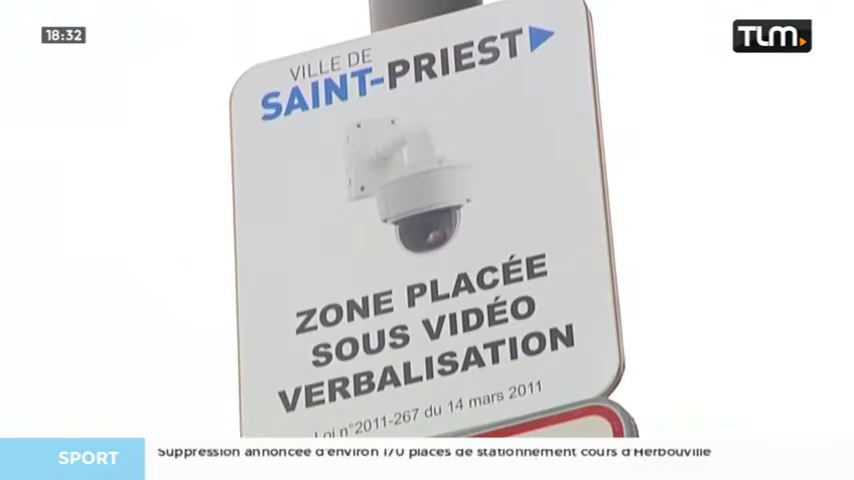 18:32
TLM.
VILLE DE
SAINT-PRIEST
ZONE PLACÉE
SOUS VIDÉO
VERBALISATION
Loi n°2011-267 du 14 mars 2011
SPORT
Suppression annoncée d'environ 170 places de stationnement cours d'Herbouville